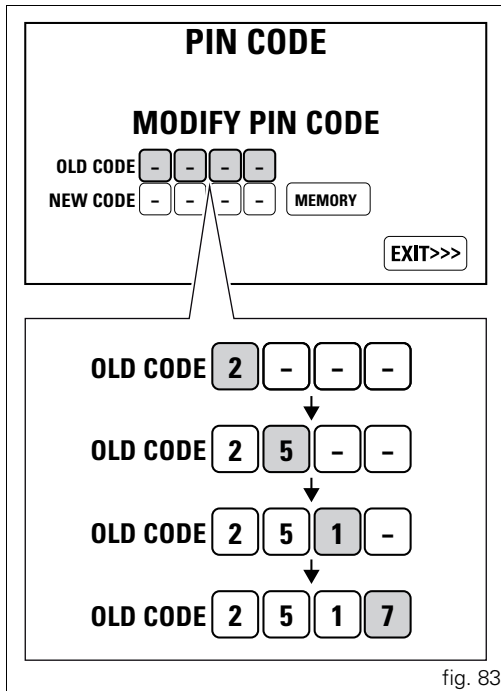 PIN CODE
MODIFY PIN CODE
OLD CODE - - - -
NEW CODE - - - - MEMORY
EXIT>>>
OLD CODE 2 - - -
OLD CODE 2 5 - -
OLD CODE 2 5 1 -
OLD CODE 2 5 1 7
fig. 83